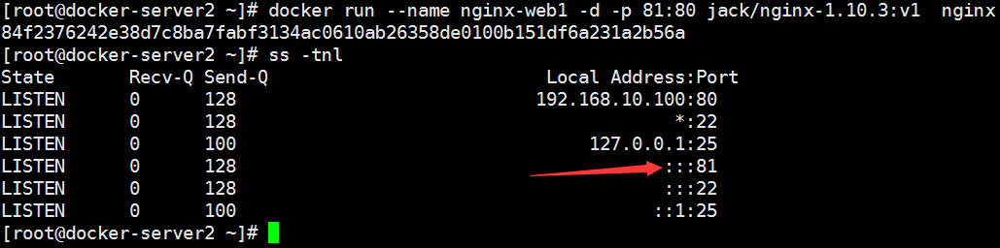 [root@docker-server2 ~]# docker run --name nginx-web1 -d -p 81:80 jack/nginx-1.10.3:v1  nginx
84f2376242e38d7c8ba7fabf3134ac0610ab26358de0100b151df6a231a2b56a
[root@docker-server2 ~]# ss -tnl
State      Recv-Q Send-Q                        Local Address:Port
LISTEN     0      128                          192.168.10.100:80
LISTEN     0      128                                       *:22
LISTEN     0      100                               127.0.0.1:25
LISTEN     0      128                                      :::81
LISTEN     0      128                                      :::22
LISTEN     0      100                                     ::1:25
[root@docker-server2 ~]#